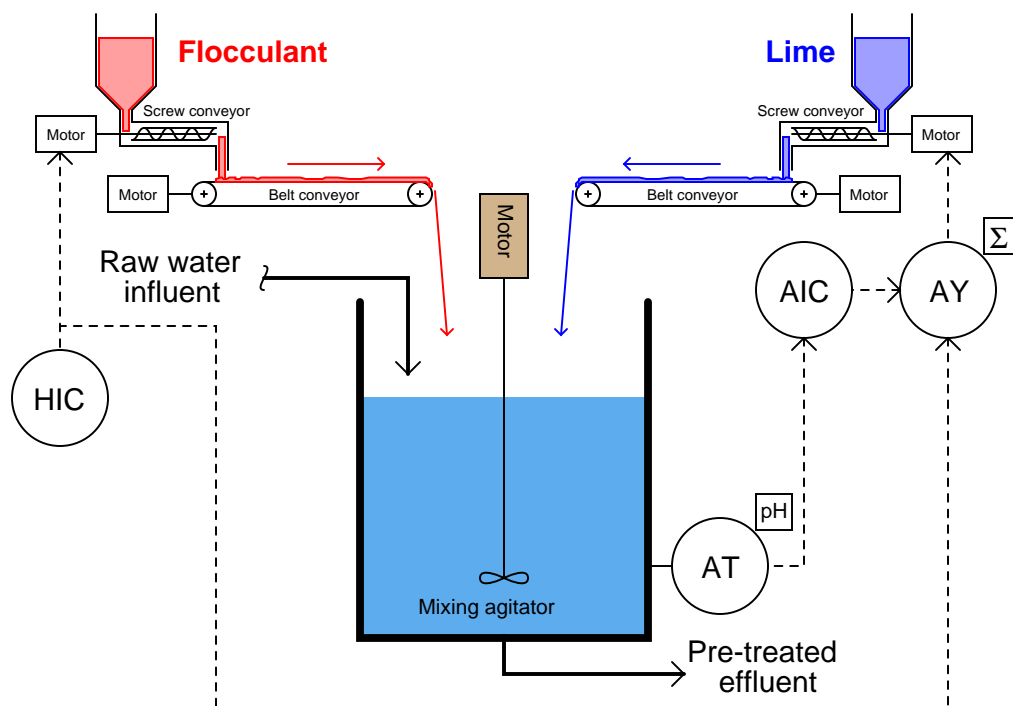 Flocculant
Lime
Screw conveyor
Screw conveyor
Motor
Motor
Motor
Belt conveyor
Belt conveyor
Motor
Motor
Σ
Raw water
influent
AIC
AY
HIC
pH
AT
Mixing agitator
Pre-treated
effluent